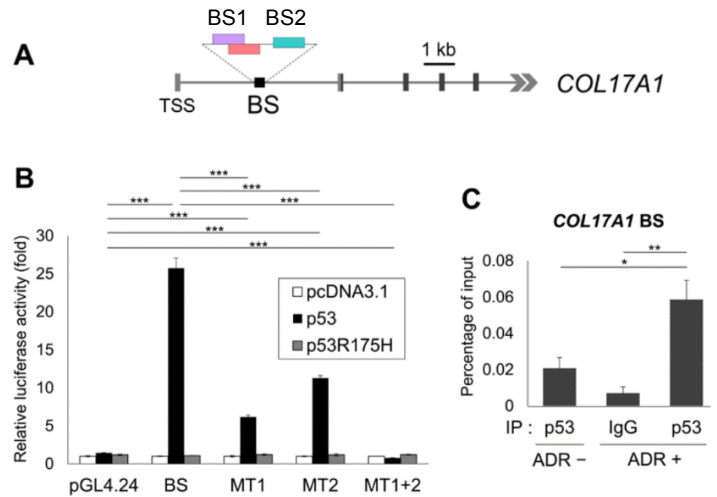 BS1 BS2
A
1 kb
COL17A1
TSS
BS
B
***
***
***
***
***
***
***
Relative luciferase activity (fold)
30
25
20
15
10
5
0
pcDNA3.1
p53
p53R175H
pGL4.24 BS MT1 MT2 MT1+2
C
COL17A1 BS
**
*
Percentage of input
0.08
0.06
0.04
0.02
0
IP : p53 IgG p53
ADR − ADR +